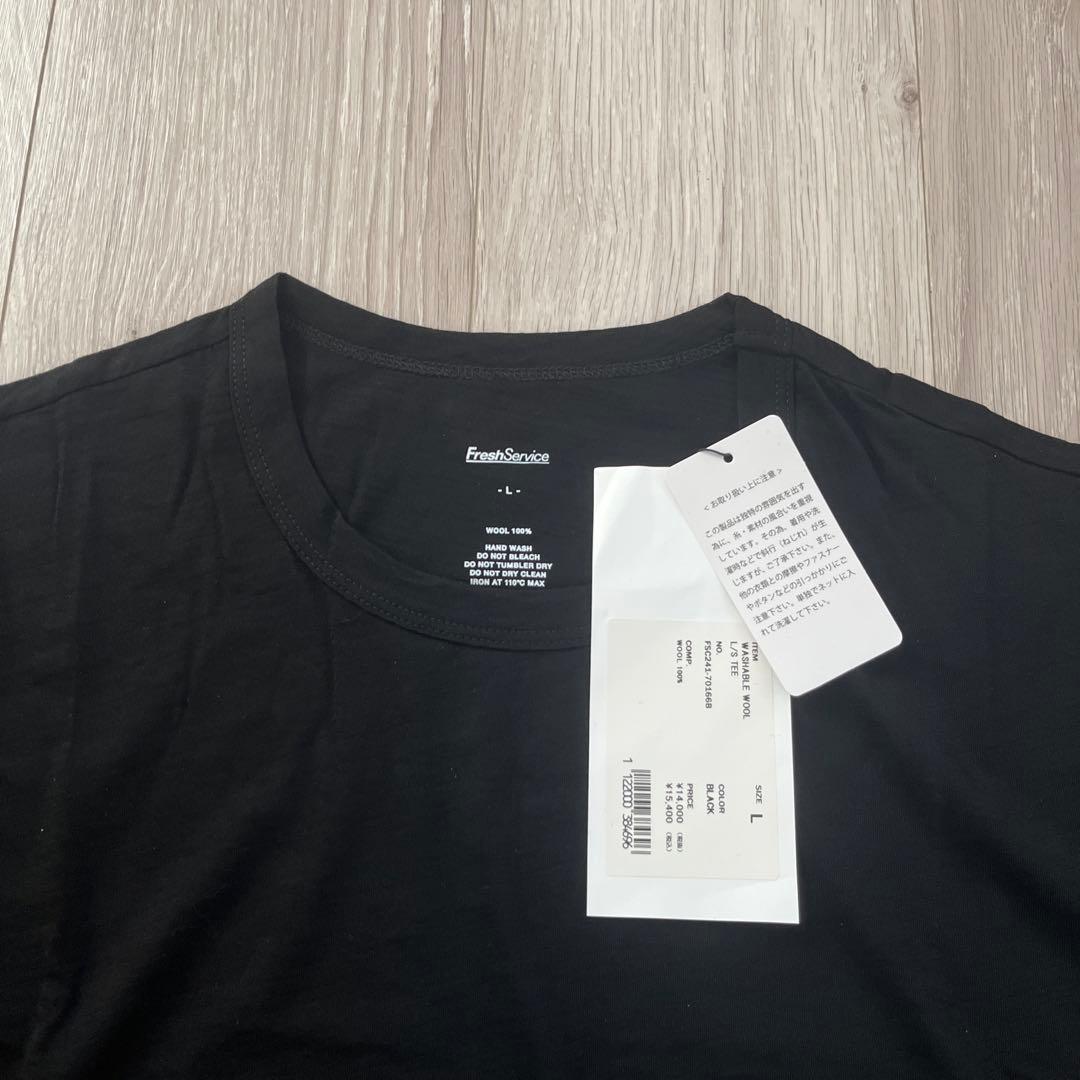 FreshService
- L -
WOOL 100%
HAND WASH
DO NOT BLEACH
DO NOT TUMBLER DRY
DO NOT DRY CLEAN
IRON AT 110℃ MAX
<お取り扱い上に注意>
この製品は独特の雰囲気を出す
為に、糸・素材の風合いを重視
しています。その為、着用や洗
濯時などで斜行(ねじれ)が生
じますが、ご了承下さい。また、
他の衣類との摩擦やファスナー
やボタンなどの引っかかりにご
注意下さい。単独でネットに入
れて洗濯して下さい。
ITEM
WASHABLE WOOL
L/S TEE
SIZE
L
NO.
FSC241-70166B
COLOR
BLACK
COMP.
WOOL 100%
PRICE
¥14,000 (税抜)
¥15,400 (税込)
1 122000 384696